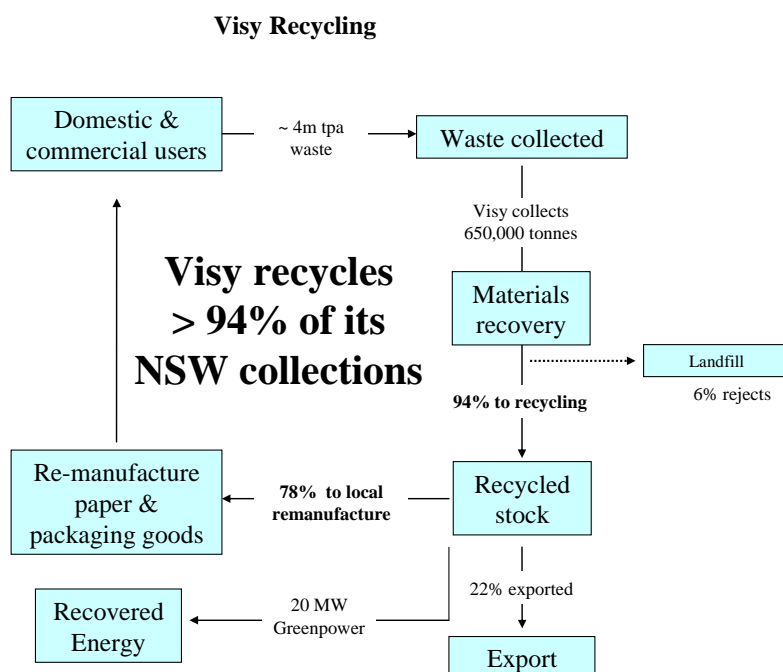 Visy Recycling
Domestic &
commercial users
~ 4m tpa
waste
Waste collected
Visy collects
650,000 tonnes
Visy recycles
> 94% of its
NSW collections
Materials
recovery
Landfill
6% rejects
94% to recycling
Re-manufacture
paper &
packaging goods
78% to local
remanufacture
Recycled
stock
20 MW
Greenpower
22% exported
Recovered
Energy
Export